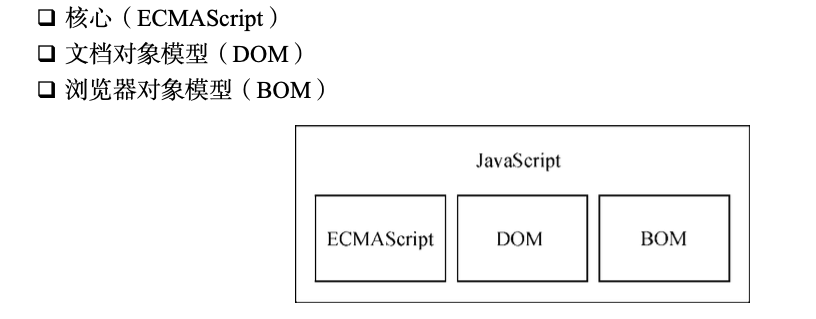 ❑ 核心（ECMAScript）
❑ 文档对象模型（DOM）
❑ 浏览器对象模型（BOM）
JavaScript
ECMAScript DOM BOM